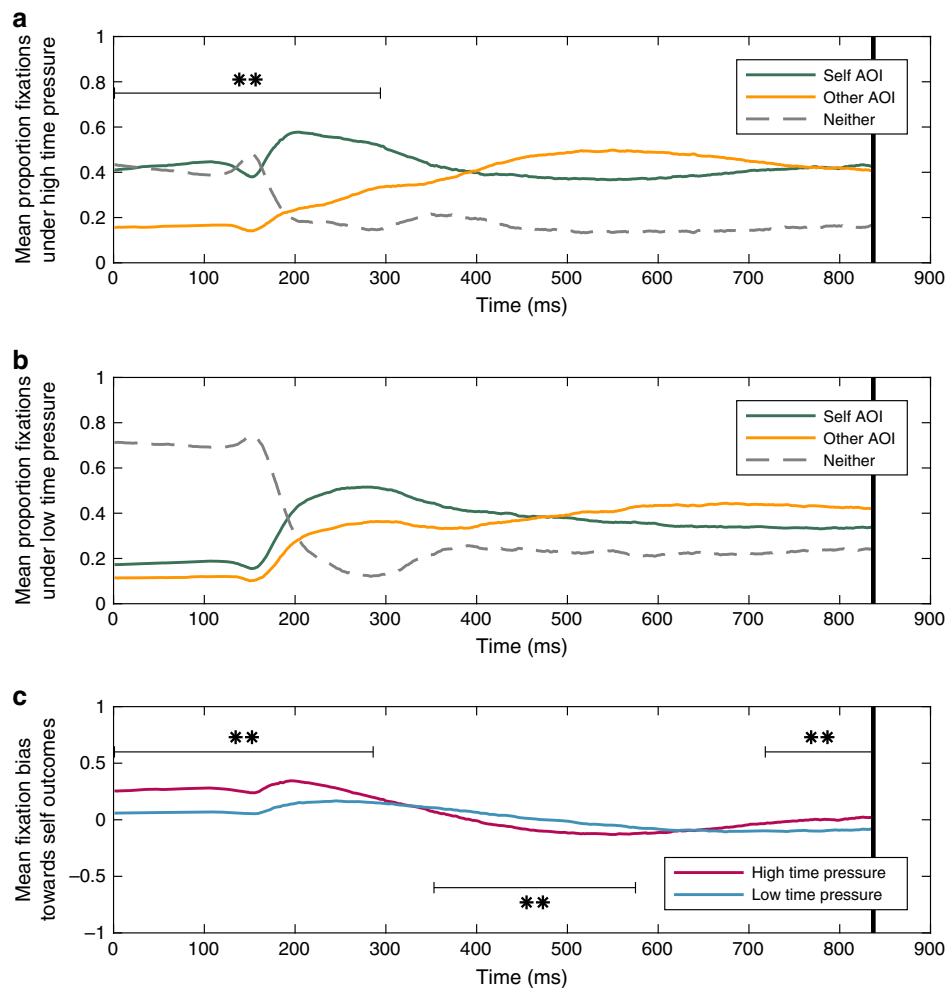 a
Mean proportion fixations
under high time pressure
1
0.8
0.6
0.4
0.2
0
**
Self AOI
Other AOI
Neither
0 100 200 300 400 500 600 700 800 900
Time (ms)
b
Mean proportion fixations
under low time pressure
1
0.8
0.6
0.4
0.2
0
Self AOI
Other AOI
Neither
0 100 200 300 400 500 600 700 800 900
Time (ms)
c
Mean fixation bias
towards self outcomes
1
0.5
0
−0.5
−1
** **
**
High time pressure
Low time pressure
0 100 200 300 400 500 600 700 800 900
Time (ms)